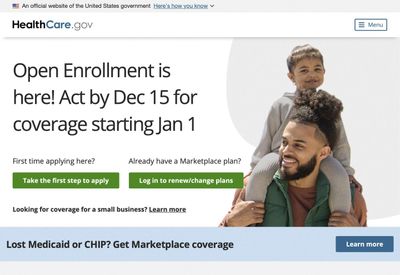 An official website of the United States government Here's how you know
HealthCare.gov
Menu
Open Enrollment is
here! Act by Dec 15 for
coverage starting Jan 1
First time applying here?
Already have a Marketplace plan?
Take the first step to apply
Log in to renew/change plans
Looking for coverage for a small business? Learn more
Lost Medicaid or CHIP? Get Marketplace coverage
Learn more